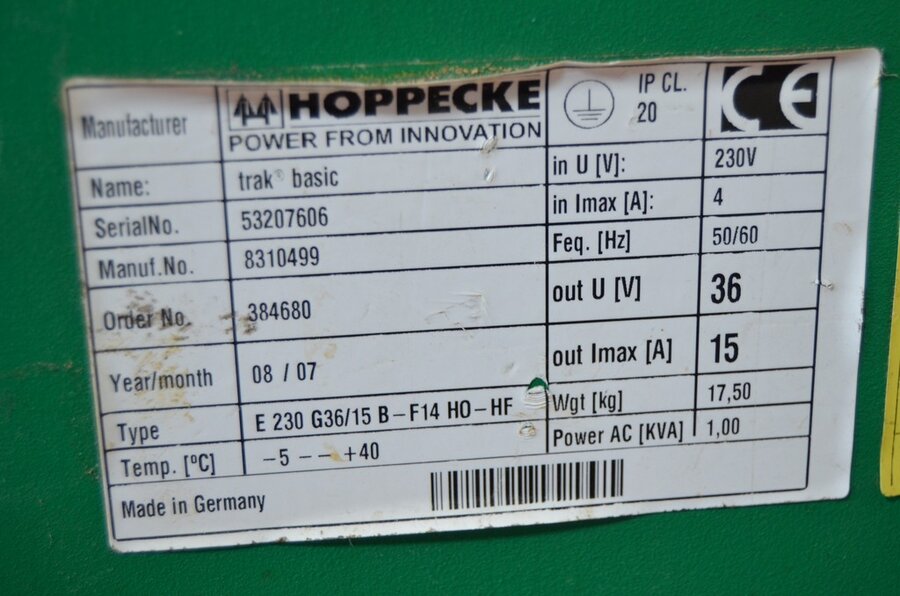 Manufacturer HOPPECKE
POWER FROM INNOVATION
IP CL.
20
CE
Name: trak® basic
in U [V]: 230V
SerialNo. 53207606
in Imax [A]: 4
Manuf.No. 8310499
Feq. [Hz] 50/60
Order No. 384680
out U [V] 36
Year/month 08 / 07
out Imax [A] 15
Type E 230 G36/15 B-F14 HO-HF
Wgt [kg] 17,50
Temp. [ºC] -5 -- +40
Power AC [KVA] 1,00
Made in Germany